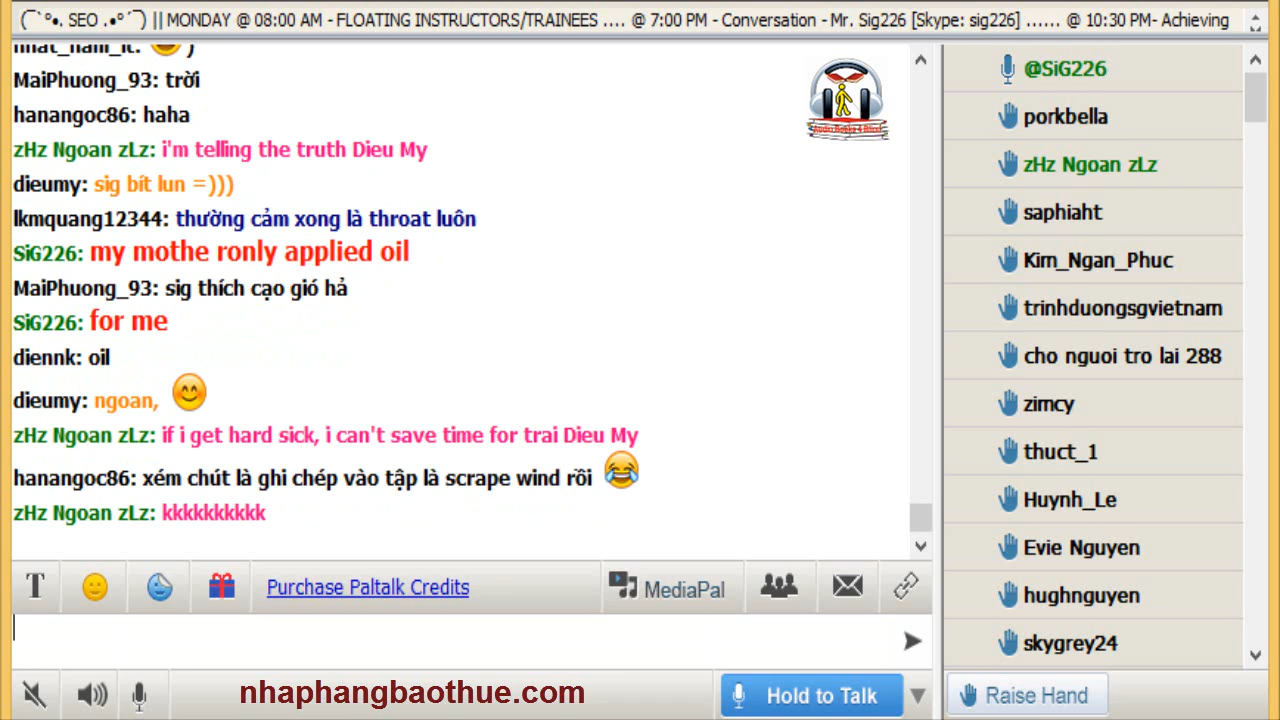 (¯`°•. SEO .•°´¯) || MONDAY @ 08:00 AM - FLOATING INSTRUCTORS/TRAINEES .... @ 7:00 PM - Conversation - Mr. Sig226 [Skype: sig226] ...... @ 10:30 PM- Achieving
MaiPhuong_93: trời
hanangoc86: haha
zHz Ngoan zLz: i'm telling the truth Dieu My
dieumy: sig bít lun =)))
lkmquang12344: thường cảm xong là throat luôn
SiG226: my mothe ronly applied oil
MaiPhuong_93: sig thích cạo gió hả
SiG226: for me
diennk: oil
dieumy: ngoan, 😊
zHz Ngoan zLz: if i get hard sick, i can't save time for trai Dieu My
hanangoc86: xém chút là ghi chép vào tập là scrape wind rồi 😂
zHz Ngoan zLz: kkkkkkkkkk
Audio Books 4 Blind
@SiG226
porkbella
zHz Ngoan zLz
saphiaht
Kim_Ngan_Phuc
trinhduongsgvietnam
cho nguoi tro lai 288
zimcy
thuct_1
Huynh_Le
Evie Nguyen
hughnguyen
skygrey24
T
Purchase Paltalk Credits
MediaPal
nhaphangbaothue.com
Hold to Talk
Raise Hand